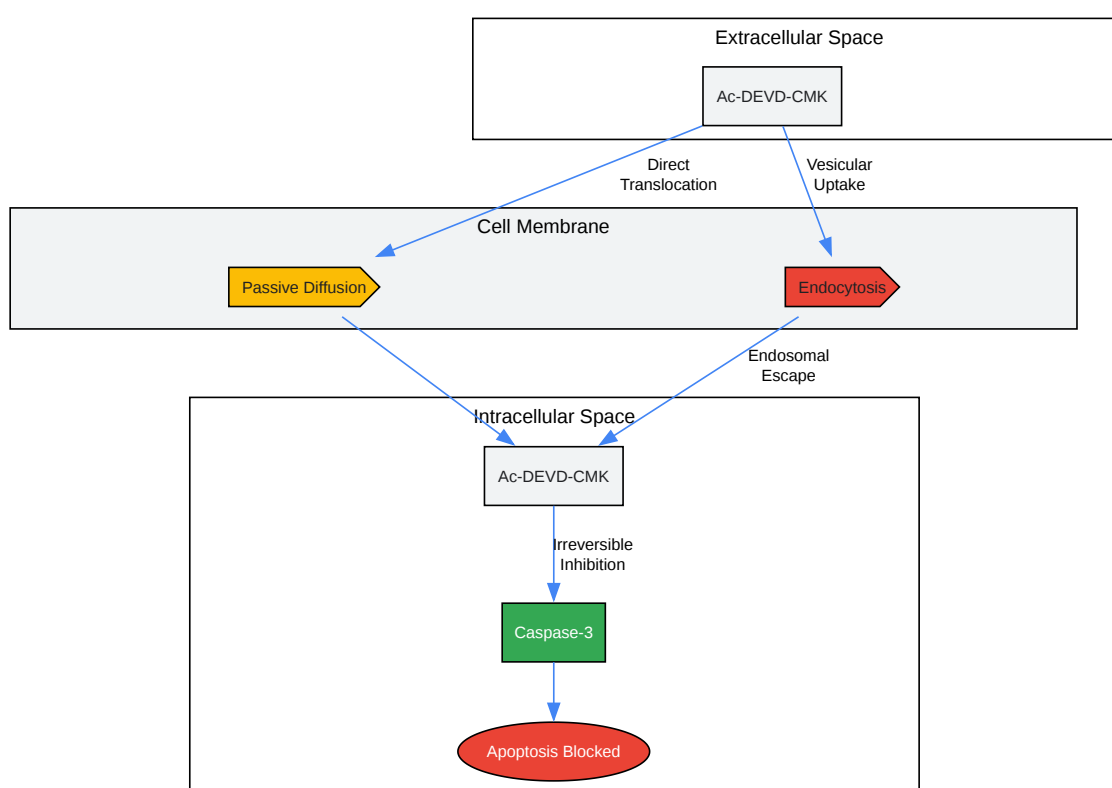 Extracellular Space
Ac-DEVD-CMK
Direct
Translocation
Vesicular
Uptake
Cell Membrane
Passive Diffusion
Endocytosis
Endosomal
Escape
Intracellular Space
Ac-DEVD-CMK
Irreversible
Inhibition
Caspase-3
Apoptosis Blocked